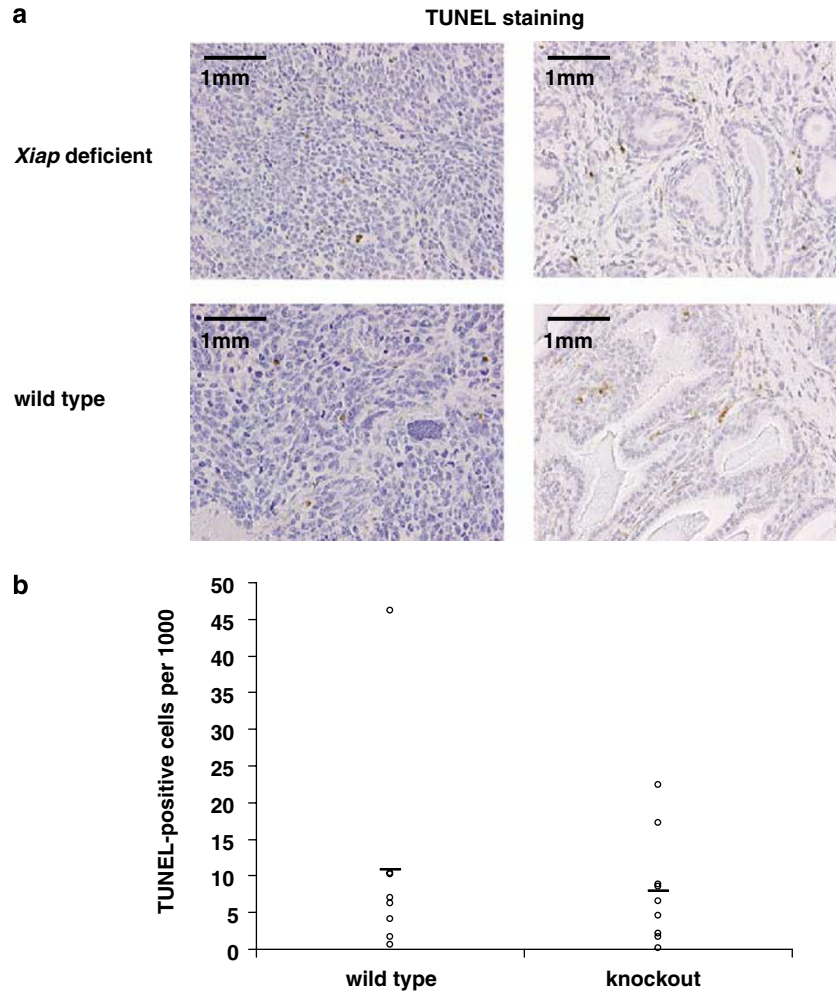 a
TUNEL staining
Xiap deficient
1mm
1mm
wild type
1mm
1mm
b
TUNEL-positive cells per 1000
50
45
40
35
30
25
20
15
10
5
0
wild type
knockout